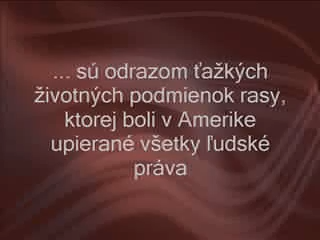 ... sú odrazom ťažkých
životných podmienok rasy,
ktorej boli v Amerike
upierané všetky ľudské
práva